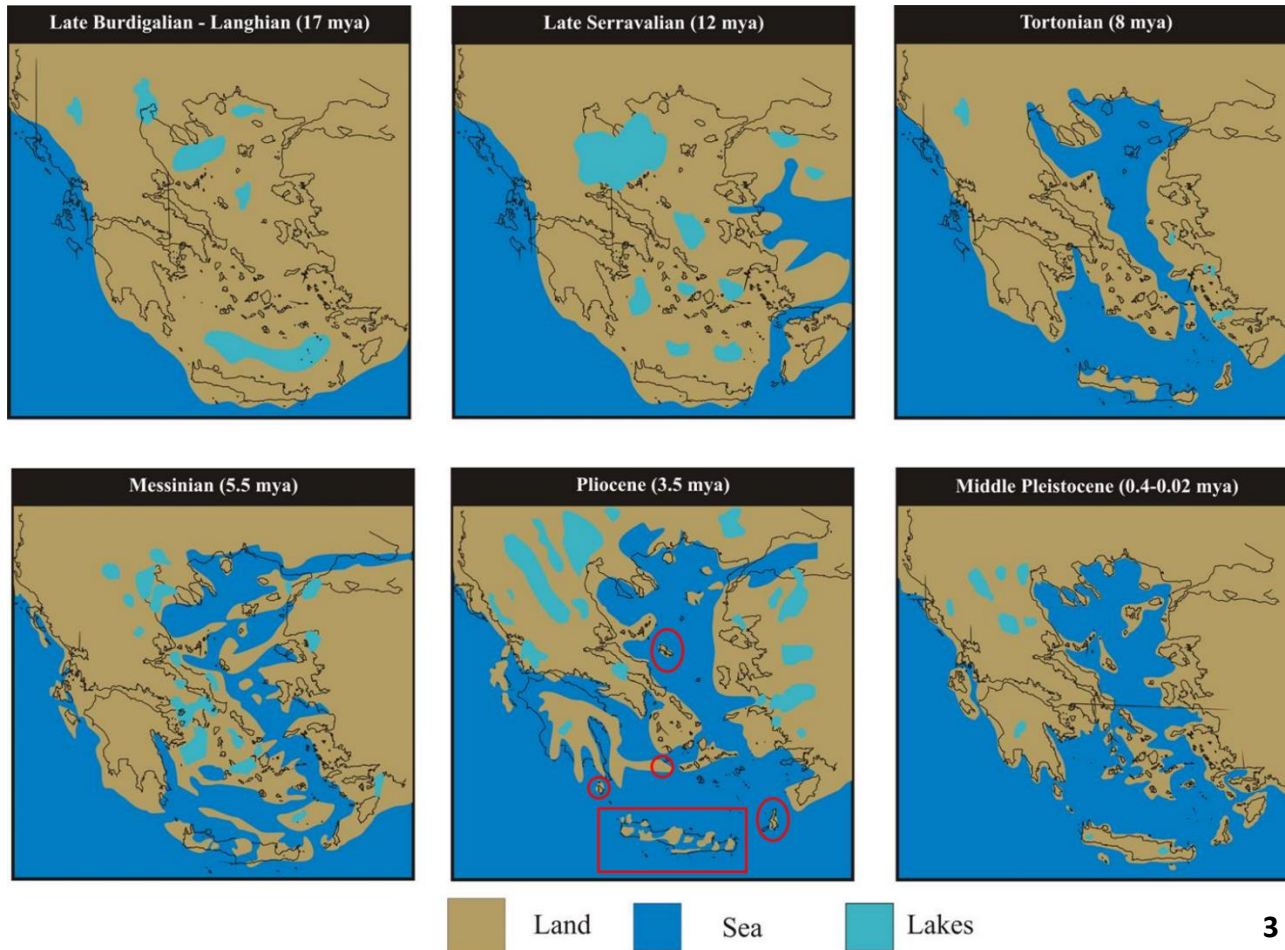 Late Burdigalian - Langhian (17 mya)
Late Serravalian (12 mya)
Tortonian (8 mya)
Messinian (5.5 mya)
Pliocene (3.5 mya)
Middle Pleistocene (0.4-0.02 mya)
Land
Sea
Lakes
3